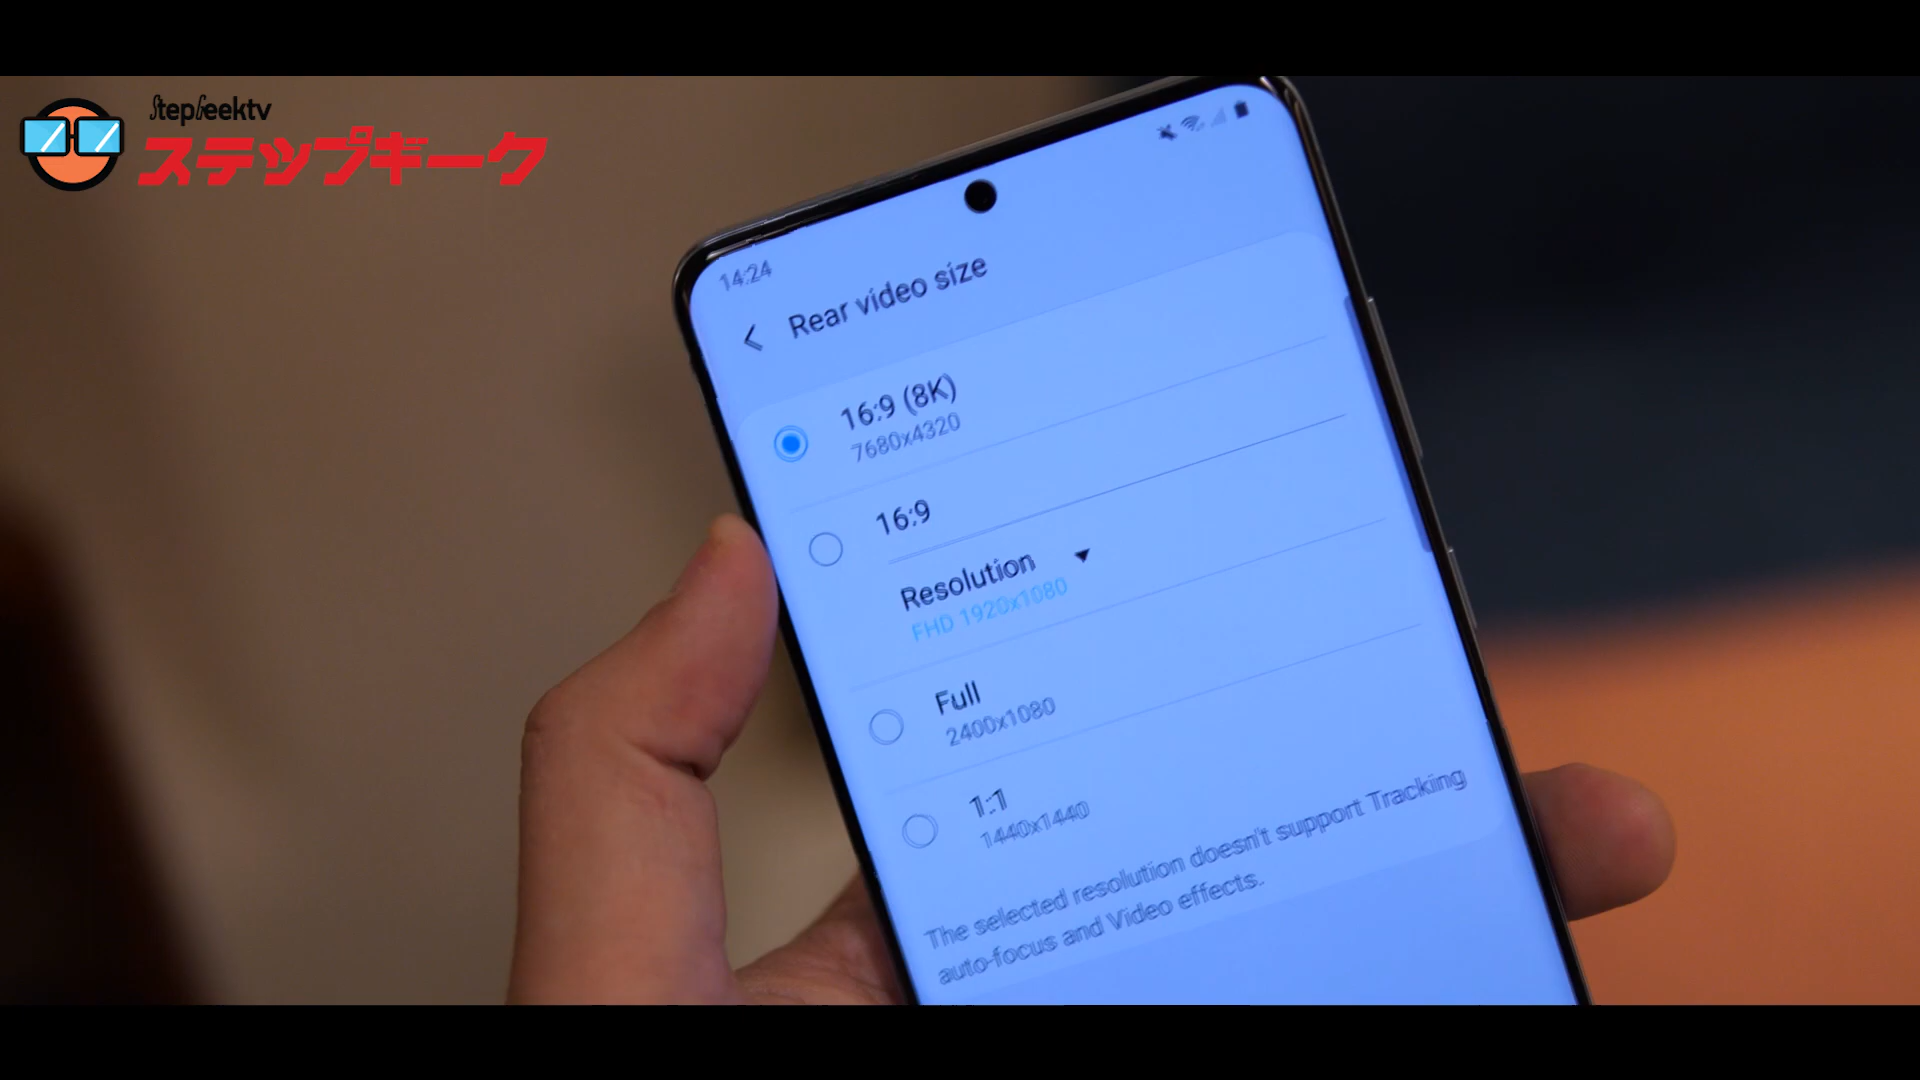 StepGeektv
ステップギーク
14:24
Rear video size
16:9 (8K)
7680x4320
16:9
Resolution
FHD 1920x1080
Full
2400x1080
1:1
1440x1440
The selected resolution doesn't support Tracking
auto-focus and Video effects.